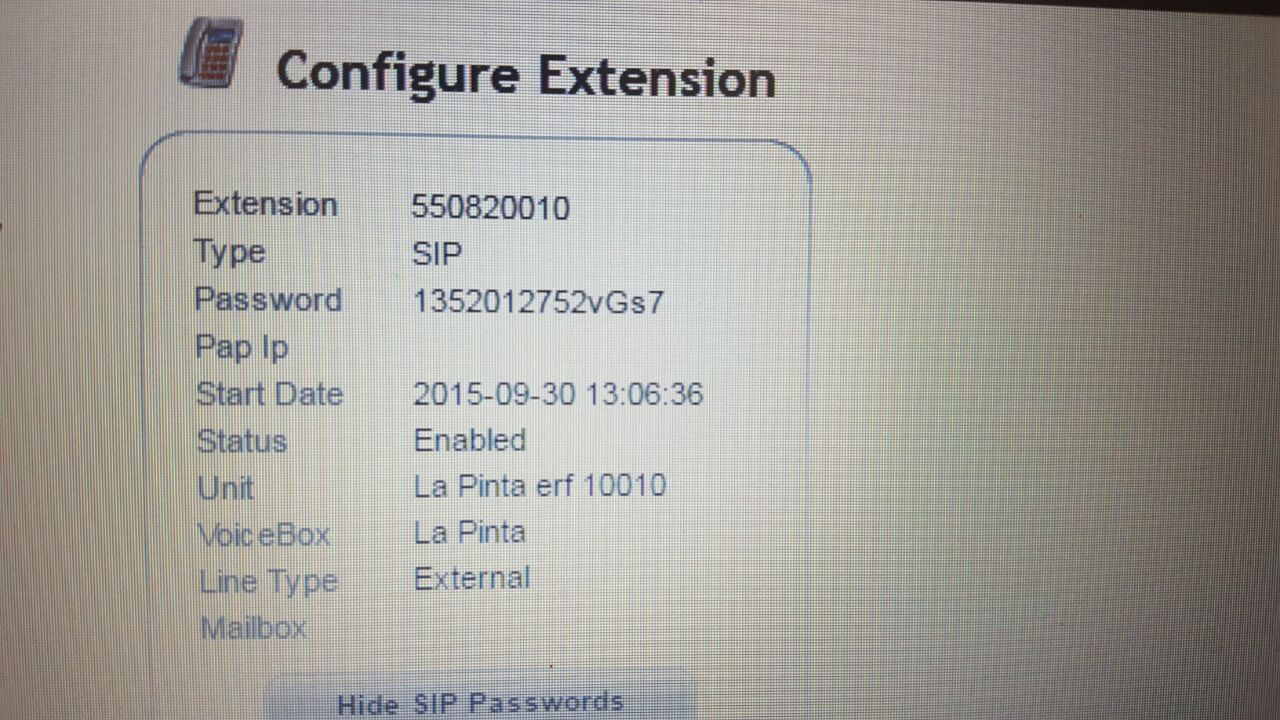 Configure Extension
Extension 550820010
Type SIP
Password 1352012752vGs7
Pap Ip
Start Date 2015-09-30 13:06:36
Status Enabled
Unit La Pinta erf 10010
VoiceBox La Pinta
Line Type External
Mailbox
Hide SIP Passwords